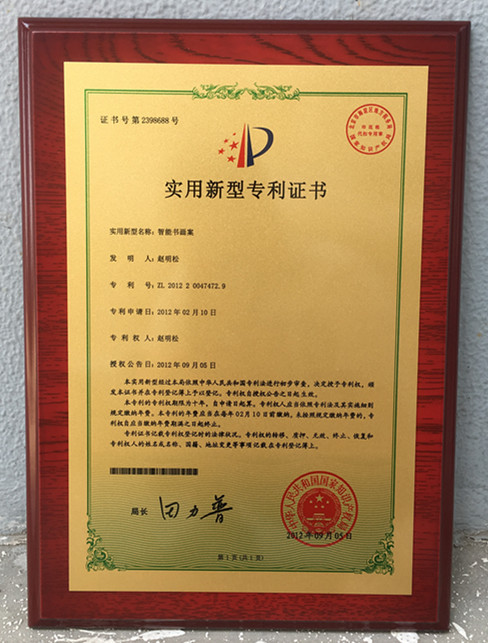 证书号第2398688号
实用新型专利证书
实用新型名称：智能书画案
发明人：赵明松
专利号：ZL 2012 2 0047472.9
专利申请日：2012年02月10日
专利权人：赵明松
授权公告日：2012年09月05日
本实用新型经过本局依照中华人民共和国专利法进行初步审查，决定授予专利权，颁
发本证书并在专利登记簿上予以登记。专利权自授权公告之日起生效。
本专利的专利权期限为十年，自申请日起算。专利权人应当依照专利法及其实施细则
规定缴纳年费。本专利的年费应当在每年02月10日前缴纳。未按照规定缴纳年费的，专
利权自应当缴纳年费期满之日起终止。
专利证书记载专利权登记时的法律状况。专利权的转移、质押、无效、终止、恢复和
专利权人的姓名或名称、国籍、地址变更等事项记载在专利登记簿上。
局长 田力普
中华人民共和国国家知识产权局
2012年09月05日
第1页(共1页)